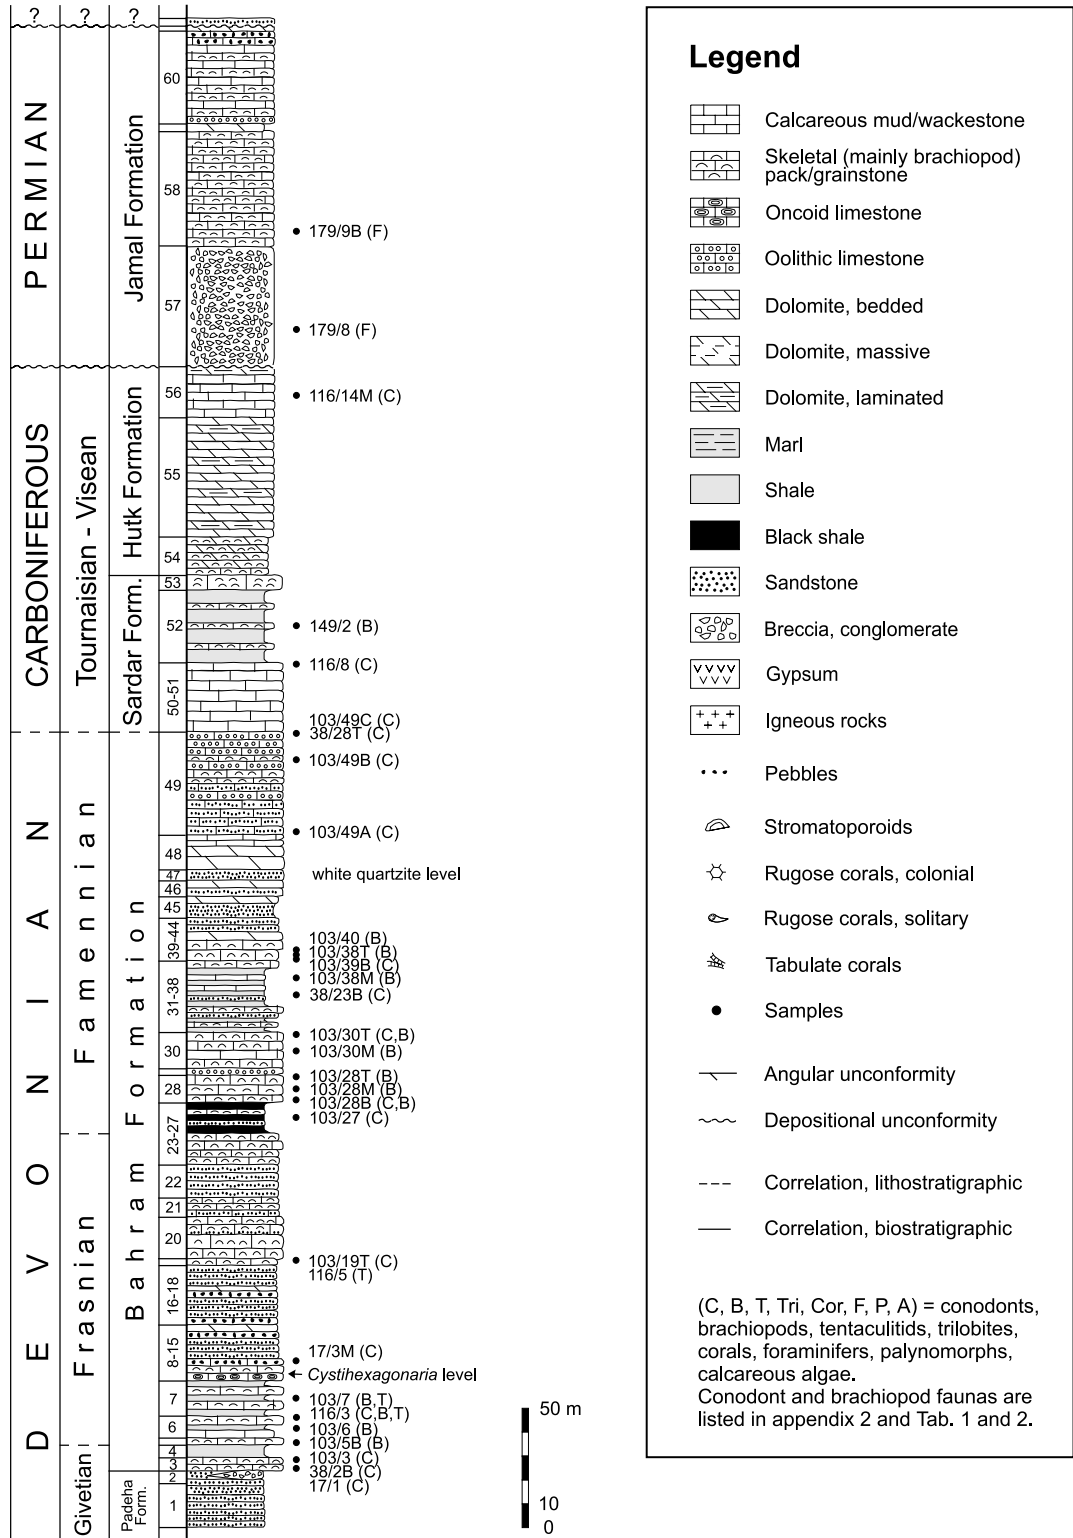 ? ? ?
PERMIAN
CARBONIFEROUS
DEVONIAN
Tournaisian - Visean
Famennian
Frasnian
Givetian
Jamal Formation
Hutk Formation
Sardar Form.
Bahram Formation
Padeha
Form.
60
58
57
56
55
54
53
52
50-51
49
48
47
46
45
39-44
31-38
30
28
23-27
22
21
20
16-18
8-15
7
6
4
3
2
1
179/9B (F)
179/8 (F)
116/14M (C)
149/2 (B)
116/8 (C)
103/49C (C)
38/28T (C)
103/49B (C)
103/49A (C)
white quartzite level
103/40 (B)
103/38T (B)
103/39B (C)
103/38M (B)
38/23B (C)
103/30T (C,B)
103/30M (B)
103/28T (B)
103/28M (B)
103/28B (C,B)
103/27 (C)
103/19T (C)
116/5 (T)
17/3M (C)
Cystihexagonaria level
103/7 (B,T)
116/3 (C,B,T)
103/6 (B)
103/5B (B)
103/3 (C)
38/2B (C)
17/1 (C)
50 m
10
0
Legend
Calcareous mud/wackestone
Skeletal (mainly brachiopod)
pack/grainstone
Oncoid limestone
Oolithic limestone
Dolomite, bedded
Dolomite, massive
Dolomite, laminated
Marl
Shale
Black shale
Sandstone
Breccia, conglomerate
Gypsum
Igneous rocks
Pebbles
Stromatoporoids
Rugose corals, colonial
Rugose corals, solitary
Tabulate corals
Samples
Angular unconformity
Depositional unconformity
Correlation, lithostratigraphic
Correlation, biostratigraphic
(C, B, T, Tri, Cor, F, P, A) = conodonts,
brachiopods, tentaculitids, trilobites,
corals, foraminifers, palynomorphs,
calcareous algae.
Conodont and brachiopod faunas are
listed in appendix 2 and Tab. 1 and 2.